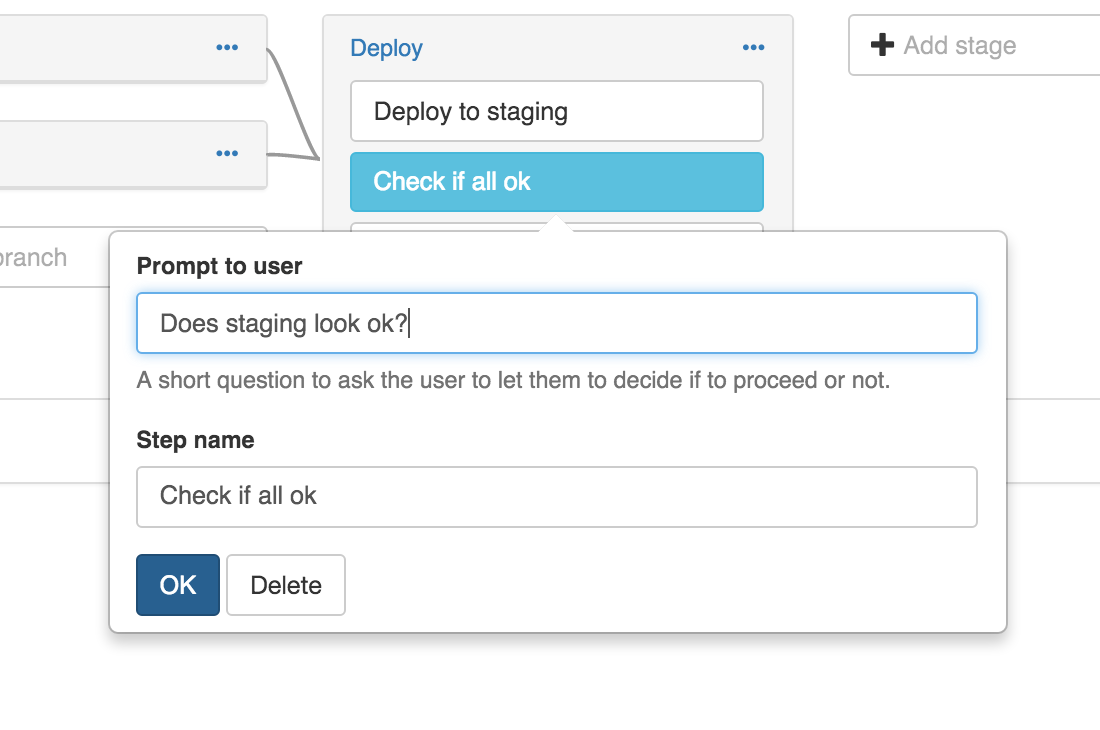 Deploy
Add stage
Deploy to staging
Check if all ok
Prompt to user
Does staging look ok?
A short question to ask the user to let them to decide if to proceed or not.
Step name
Check if all ok
OK
Delete